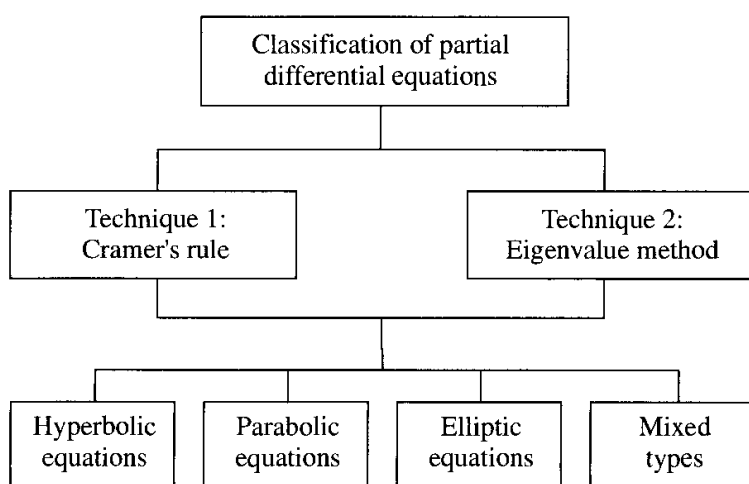 Classification of partial
differential equations
Technique 1:
Cramer's rule
Technique 2:
Eigenvalue method
Hyperbolic
equations
Parabolic
equations
Elliptic
equations
Mixed
types